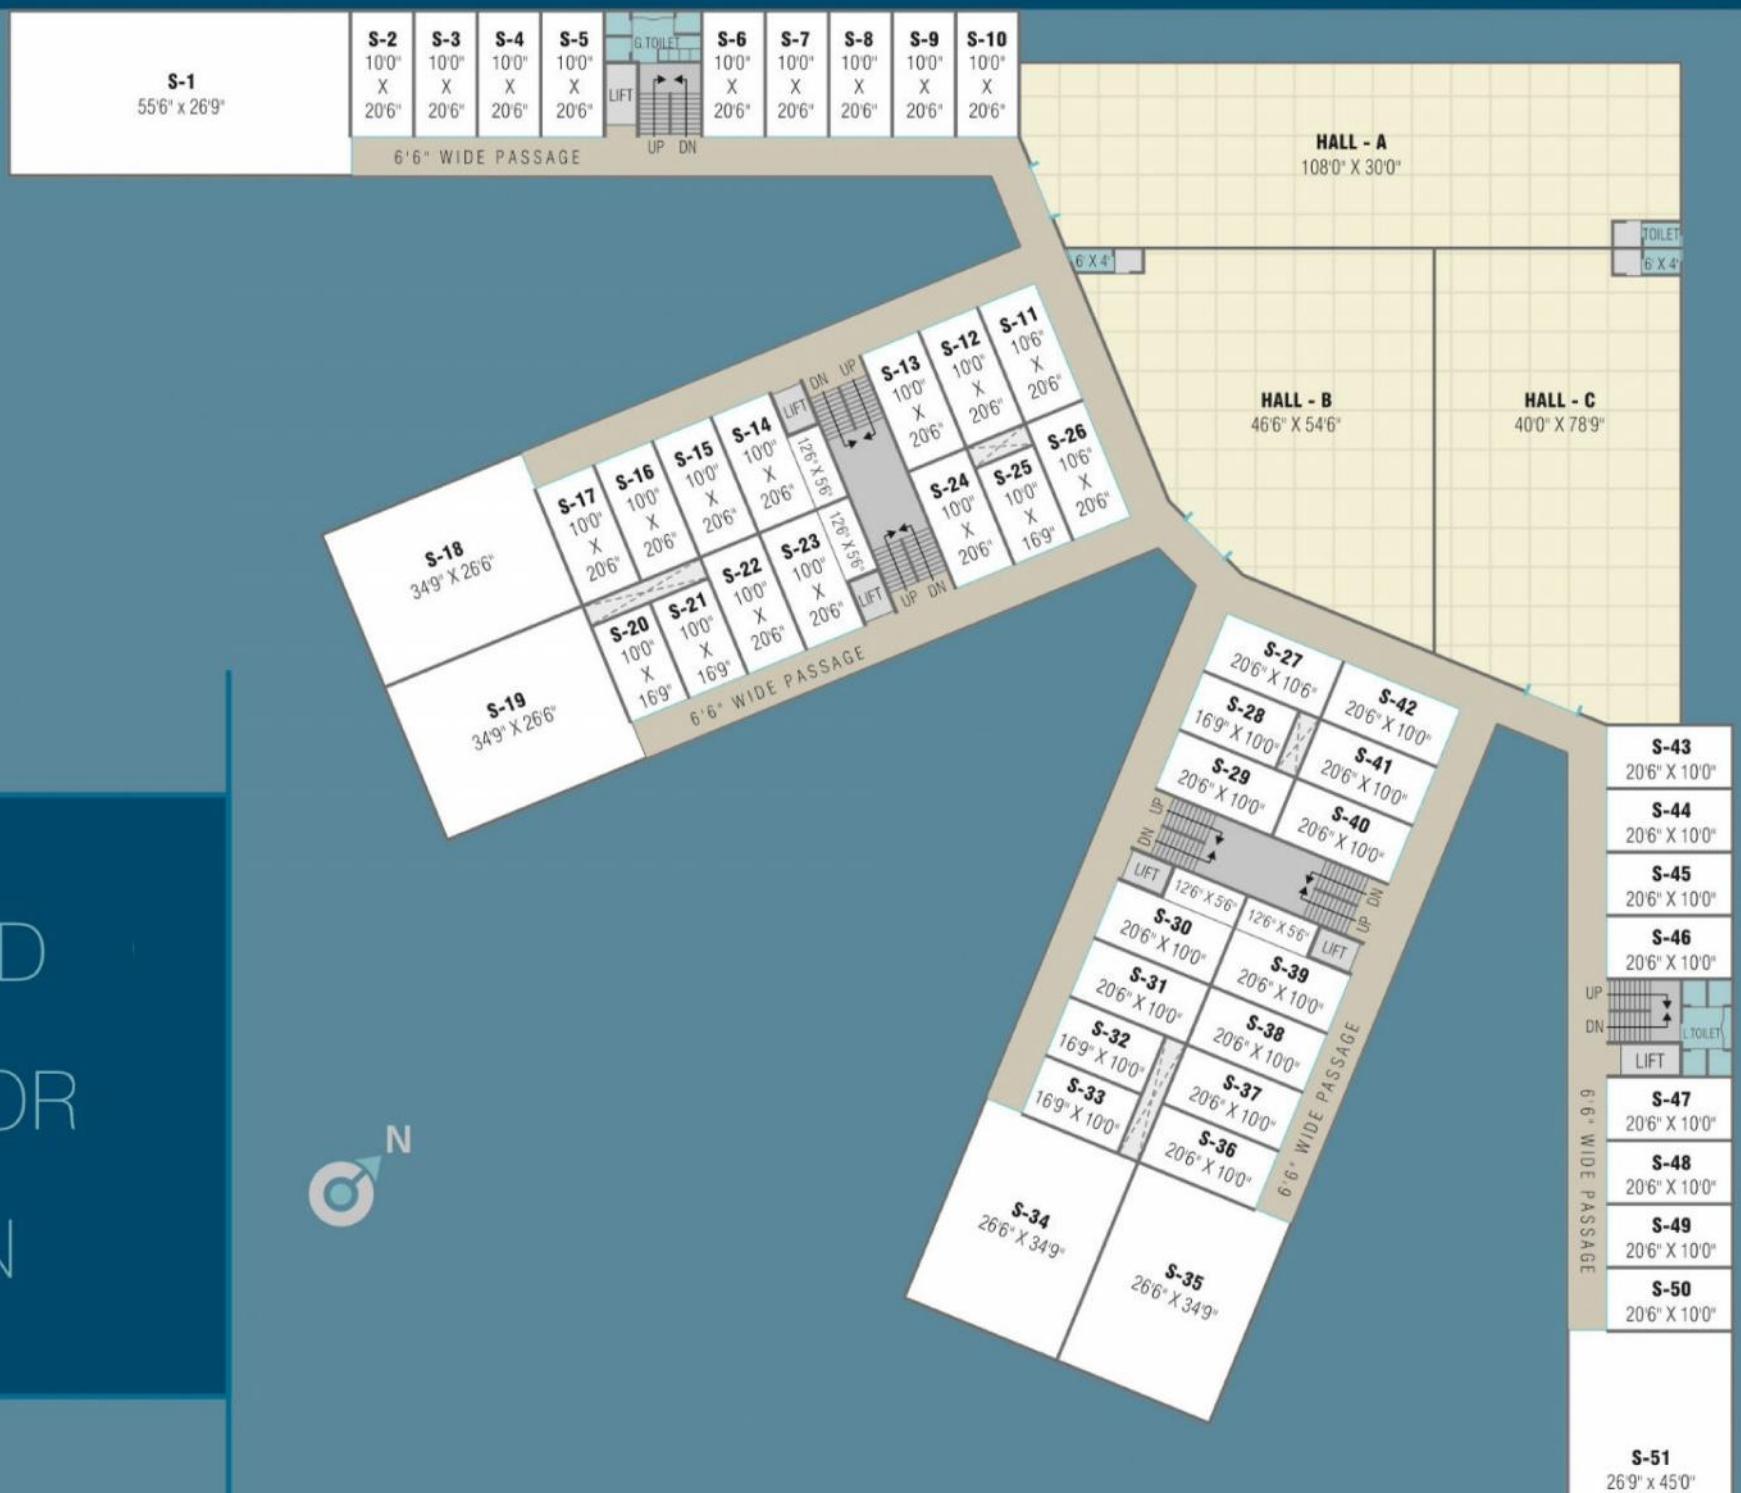 S-1
55'6" x 26'9"
S-2
10'0"
X
20'6"
S-3
10'0"
X
20'6"
S-4
10'0"
X
20'6"
S-5
10'0"
X
20'6"
G.TOILET
LIFT
UP DN
S-6
10'0"
X
20'6"
S-7
10'0"
X
20'6"
S-8
10'0"
X
20'6"
S-9
10'0"
X
20'6"
S-10
10'0"
X
20'6"
6'6" WIDE PASSAGE
HALL - A
108'0" X 30'0"
TOILET
6' X 4'
6' X 4'
HALL - B
46'6" X 54'6"
HALL - C
40'0" X 78'9"
S-11
10'6"
X
20'6"
S-12
10'0"
X
20'6"
S-13
10'0"
X
20'6"
DN UP
LIFT
12'6" X 5'6"
S-14
10'0"
X
20'6"
S-15
10'0"
X
20'6"
S-16
10'0"
X
20'6"
S-17
10'0"
X
20'6"
S-18
34'9" X 26'6"
S-19
34'9" X 26'6"
S-20
10'0"
X
16'9"
S-21
10'0"
X
16'9"
S-22
10'0"
X
20'6"
S-23
10'0"
X
20'6"
12'6" X 5'6"
LIFT
UP DN
S-24
10'0"
X
20'6"
S-25
10'0"
X
16'9"
S-26
10'6"
X
20'6"
6'6" WIDE PASSAGE
S-27
20'6" X 10'6"
S-28
16'9" X 10'0"
S-29
20'6" X 10'0"
UP
DN
LIFT
12'6" X 5'6"
S-30
20'6" X 10'0"
S-31
20'6" X 10'0"
S-32
16'9" X 10'0"
S-33
16'9" X 10'0"
S-34
26'6" X 34'9"
S-35
26'6" X 34'9"
S-36
20'6" X 10'0"
S-37
20'6" X 10'0"
S-38
20'6" X 10'0"
S-39
20'6" X 10'0"
12'6" X 5'6"
LIFT
UP DN
S-40
20'6" X 10'0"
S-41
20'6" X 10'0"
S-42
20'6" X 10'0"
6'6" WIDE PASSAGE
S-43
20'6" X 10'0"
S-44
20'6" X 10'0"
S-45
20'6" X 10'0"
S-46
20'6" X 10'0"
UP
DN
L.TOILET
LIFT
S-47
20'6" X 10'0"
S-48
20'6" X 10'0"
S-49
20'6" X 10'0"
S-50
20'6" X 10'0"
6'6" WIDE PASSAGE
S-51
26'9" x 45'0"
D
OR
N
N